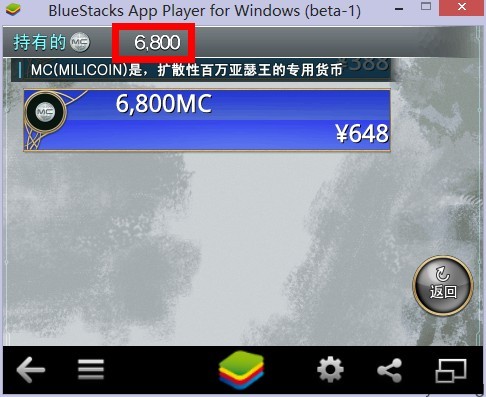 BlueStacks App Player for Windows (beta-1)
持有的 MC 6,800
MC(MILICOIN)是，扩散性百万亚瑟王的专用货币
MC 6,800MC
¥648
返回